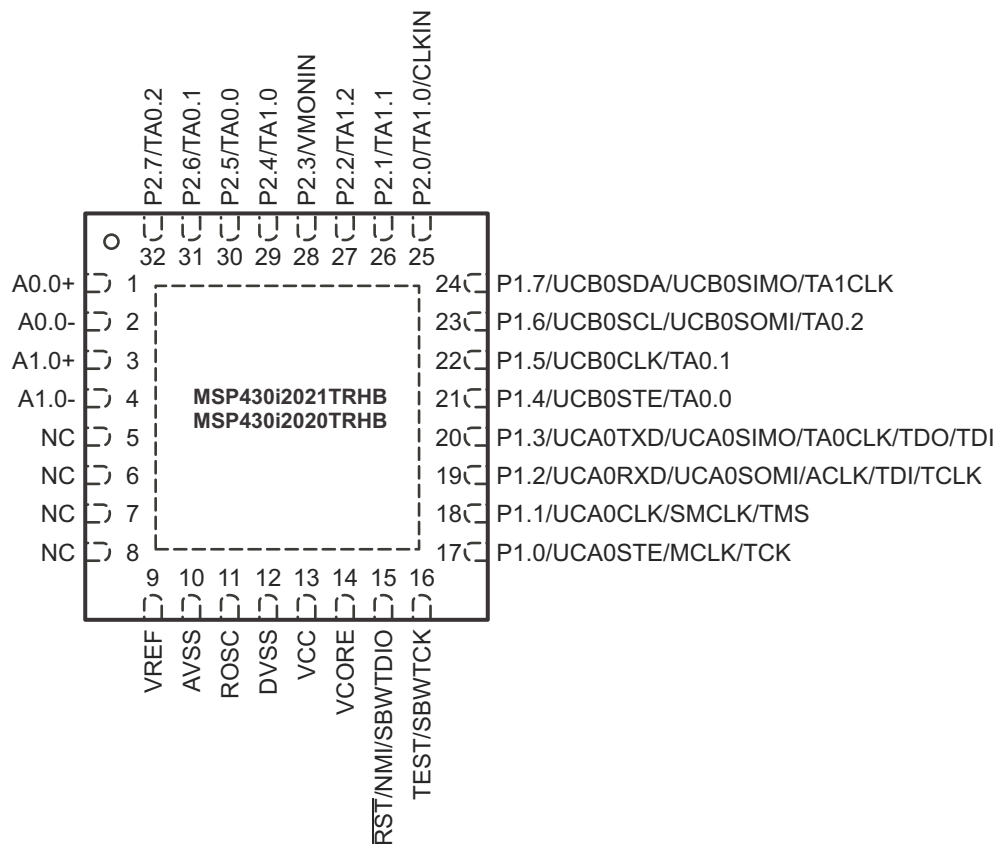 P2.7/TA0.2
P2.6/TA0.1
P2.5/TA0.0
P2.4/TA1.0
P2.3/VMONIN
P2.2/TA1.2
P2.1/TA1.1
P2.0/TA1.0/CLKIN
32 31 30 29 28 27 26 25
A0.0+ 1
A0.0- 2
A1.0+ 3
A1.0- 4
NC 5
NC 6
NC 7
NC 8
MSP430i2021TRHB
MSP430i2020TRHB
24 P1.7/UCB0SDA/UCB0SIMO/TA1CLK
23 P1.6/UCB0SCL/UCB0SOMI/TA0.2
22 P1.5/UCB0CLK/TA0.1
21 P1.4/UCB0STE/TA0.0
20 P1.3/UCA0TXD/UCA0SIMO/TA0CLK/TDO/TDI
19 P1.2/UCA0RXD/UCA0SOMI/ACLK/TDI/TCLK
18 P1.1/UCA0CLK/SMCLK/TMS
17 P1.0/UCA0STE/MCLK/TCK
9 10 11 12 13 14 15 16
VREF
AVSS
ROSC
DVSS
VCC
VCORE
RST/NMI/SBWTDIO
TEST/SBWTCK